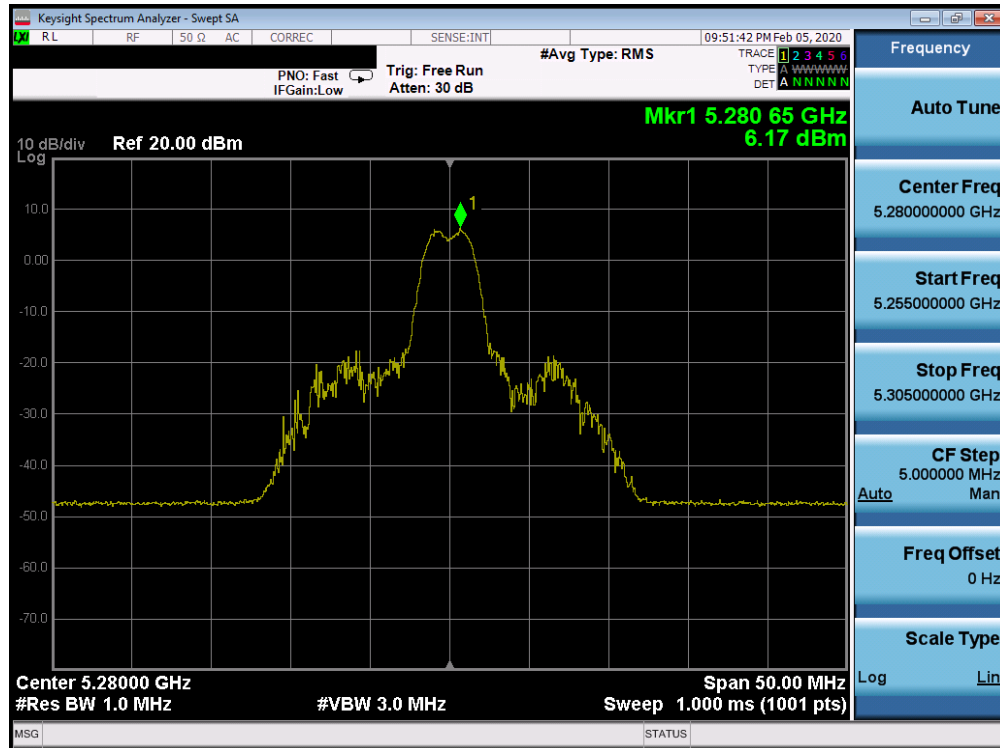 Keysight Spectrum Analyzer - Swept SA
LXI RL RF 50 Ω AC CORREC SENSE:INT 09:51:42 PM Feb 05, 2020
#Avg Type: RMS
TRACE 1 2 3 4 5 6
TYPE A WWWWW
DET A N N N N N
PNO: Fast
IFGain:Low
Trig: Free Run
Atten: 30 dB
Mkr1 5.280 65 GHz
6.17 dBm
10 dB/div
Log
Ref 20.00 dBm
1
10.0
0.00
-10.0
-20.0
-30.0
-40.0
-50.0
-60.0
-70.0
Center 5.28000 GHz
#Res BW 1.0 MHz
#VBW 3.0 MHz
Span 50.00 MHz
Sweep 1.000 ms (1001 pts)
MSG
STATUS
Frequency
Auto Tune
Center Freq
5.280000000 GHz
Start Freq
5.255000000 GHz
Stop Freq
5.305000000 GHz
CF Step
5.000000 MHz
Auto Man
Freq Offset
0 Hz
Scale Type
Log Lin